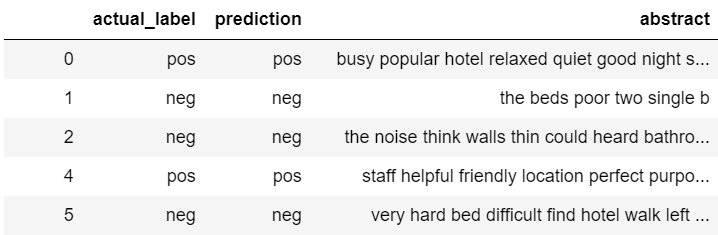 actual_label prediction abstract
0 pos pos busy popular hotel relaxed quiet good night s...
1 neg neg the beds poor two single b
2 neg neg the noise think walls thin could heard bathro...
4 pos pos staff helpful friendly location perfect purpo...
5 neg neg very hard bed difficult find hotel walk left ...